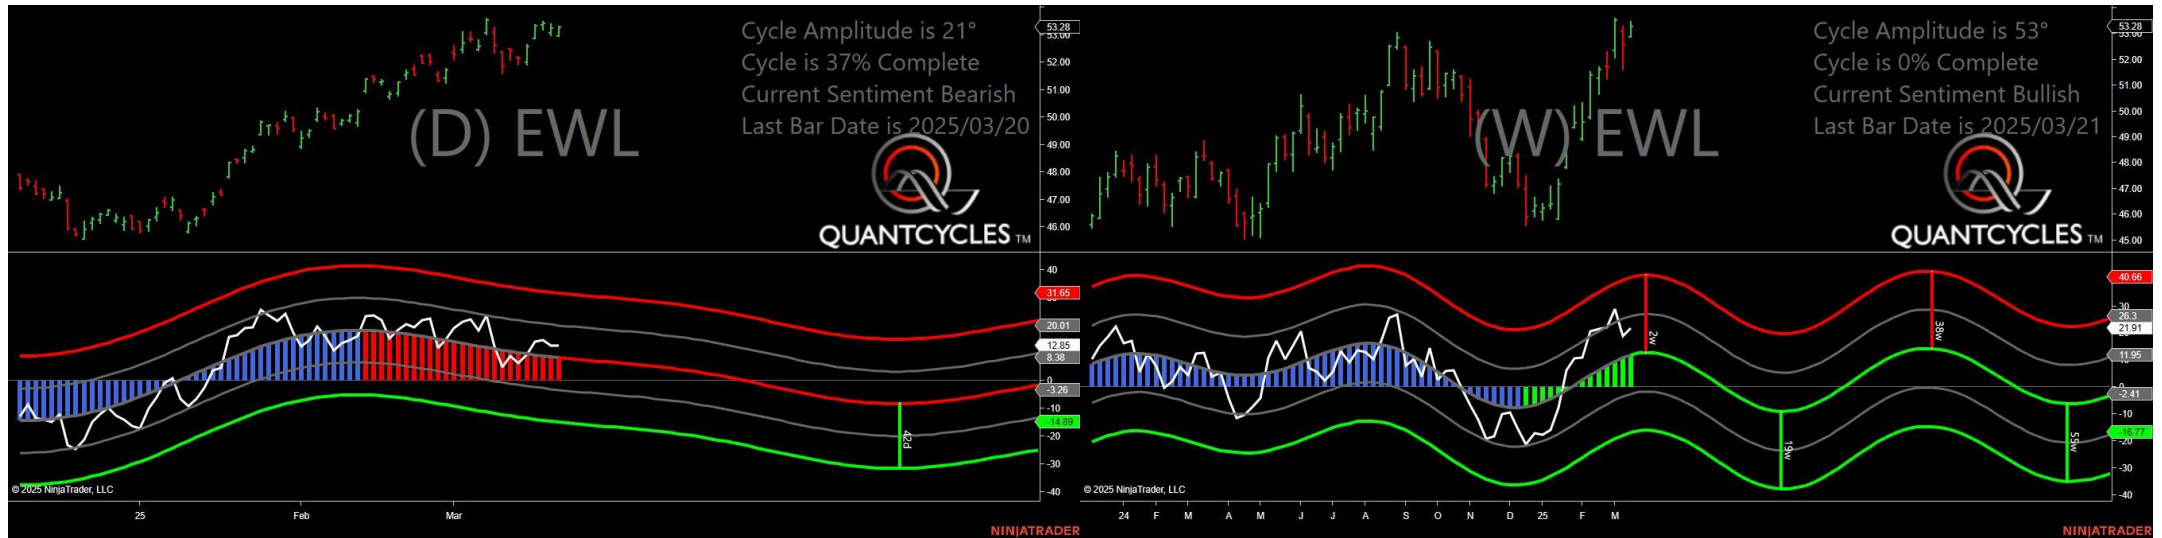 Cycle Amplitude is 21°
Cycle is 37% Complete
Current Sentiment Bearish
Last Bar Date is 2025/03/20
(D) EWL
QUANTCYCLES TM
53.28
53.00
52.00
51.00
50.00
49.00
48.00
47.00
46.00
40
31.65
20.01
12.85
8.38
0
-3.26
-10
-14.89
-20
-30
-40
42d
© 2025 NinjaTrader, LLC
25 Feb Mar
NINJATRADER
Cycle Amplitude is 53°
Cycle is 0% Complete
Current Sentiment Bullish
Last Bar Date is 2025/03/21
(W) EWL
QUANTCYCLES TM
53.28
53.00
52.00
51.00
50.00
49.00
48.00
47.00
46.00
45.00
40.66
30
26.3
21.91
11.95
0
-2.41
-10
-16.77
-20
-30
-40
2w
38w
19w
55w
© 2025 NinjaTrader, LLC
24 F M A M J J A S O N D 25 F M
NINJATRADER